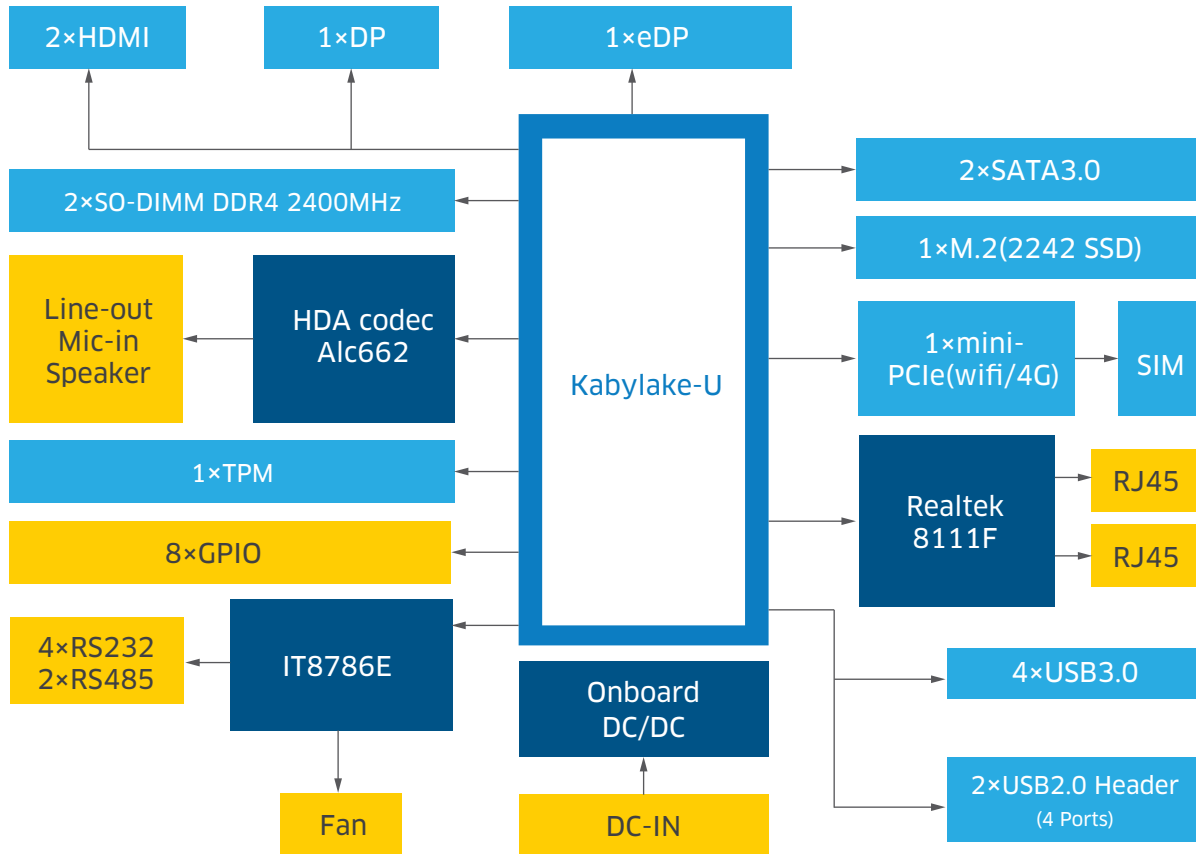 2×HDMI
1×DP
1×eDP
2×SO-DIMM DDR4 2400MHz
Line-out
Mic-in
Speaker
HDA codec
Alc662
1×TPM
8×GPIO
4×RS232
2×RS485
IT8786E
Fan
Kabylake-U
Onboard
DC/DC
DC-IN
2×SATA3.0
1×M.2(2242 SSD)
1×mini-
PCIe(wifi/4G)
SIM
Realtek
8111F
RJ45
RJ45
4×USB3.0
2×USB2.0 Header
(4 Ports)